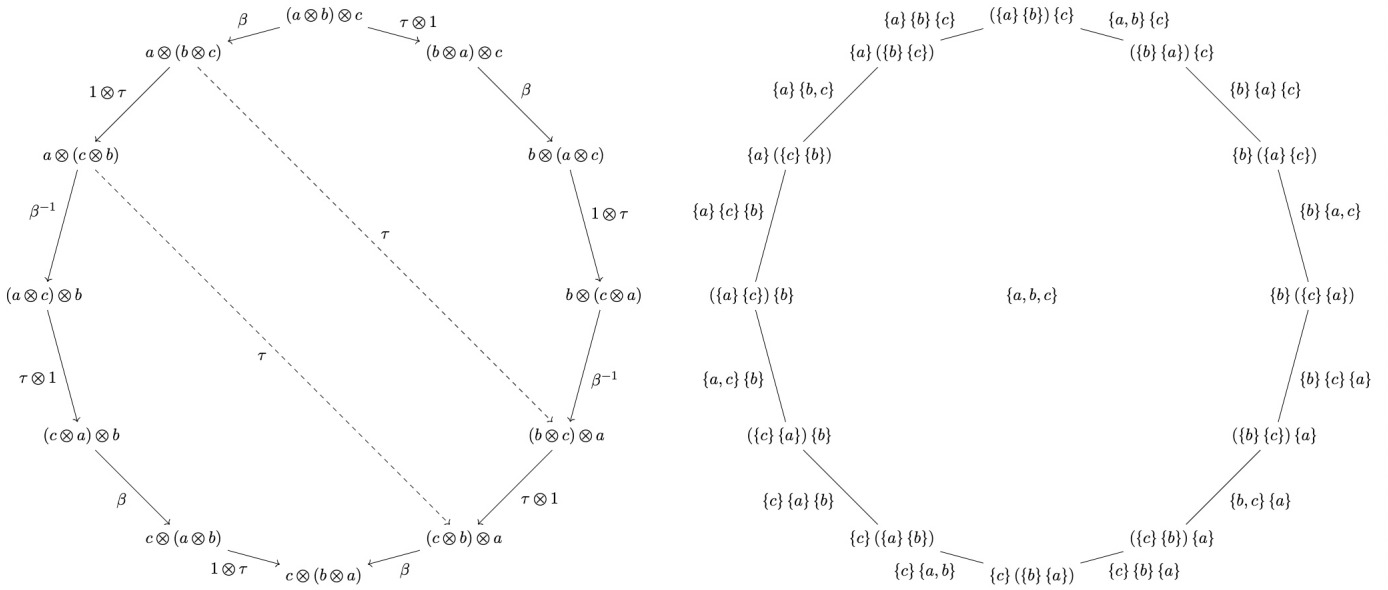 (a ⊗ b) ⊗ c
β
τ ⊗ 1
a ⊗ (b ⊗ c)
(b ⊗ a) ⊗ c
1 ⊗ τ
β
a ⊗ (c ⊗ b)
b ⊗ (a ⊗ c)
β⁻¹
τ
1 ⊗ τ
(a ⊗ c) ⊗ b
b ⊗ (c ⊗ a)
τ ⊗ 1
τ
β⁻¹
(c ⊗ a) ⊗ b
(b ⊗ c) ⊗ a
β
τ ⊗ 1
c ⊗ (a ⊗ b)
(c ⊗ b) ⊗ a
1 ⊗ τ
β
c ⊗ (b ⊗ a)
({a} {b}) {c}
{a} {b} {c}
{a, b} {c}
{a} ({b} {c})
({b} {a}) {c}
{a} {b, c}
{b} {a} {c}
{a} ({c} {b})
{b} ({a} {c})
{a} {c} {b}
{b} {a, c}
({a} {c}) {b}
{a, b, c}
{b} ({c} {a})
{a, c} {b}
{b} {c} {a}
({c} {a}) {b}
({b} {c}) {a}
{c} {a} {b}
{b, c} {a}
{c} ({a} {b})
({c} {b}) {a}
{c} {a, b}
{c} {b} {a}
{c} ({b} {a})